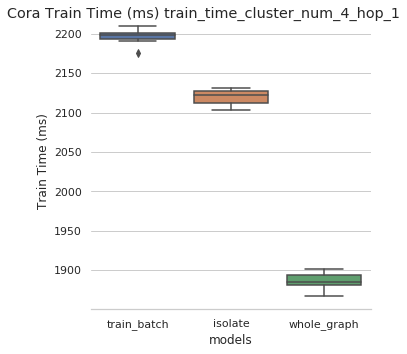 Cora Train Time (ms) train_time_cluster_num_4_hop_1
2200
2150
2100
2050
2000
1950
1900
Train Time (ms)
train_batch isolate whole_graph
models